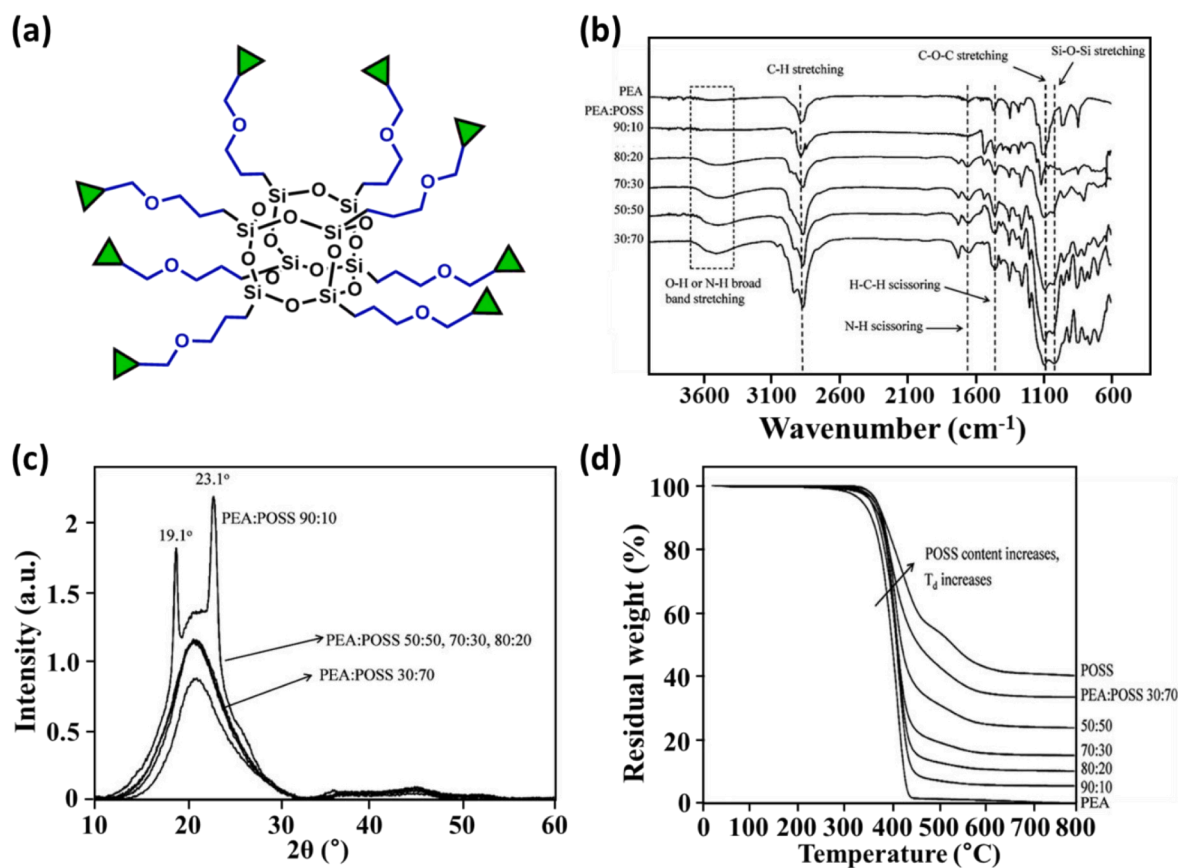 (a)
O
O
O
O
Si
O
Si
O
O
O
O
Si
O
Si
O
O
O
O
Si
O
Si
O
O
Si
O
Si
O
O
(b)
Si-O-Si stretching
C-O-C stretching
C-H stretching
PEA
PEA:POSS
90:10
80:20
70:30
50:50
30:70
O-H or N-H broad
band stretching
H-C-H scissoring
N-H scissoring
3600 3100 2600 2100 1600 1100 600
Wavenumber (cm-1)
(c)
23.1o
19.1o
PEA:POSS 90:10
PEA:POSS 50:50, 70:30, 80:20
PEA:POSS 30:70
2
1.5
1.0
0.5
0
Intensity (a.u.)
10 20 30 40 50 60
2θ (°)
(d)
100
80
60
40
20
0
Residual weight (%)
POSS content increases,
Td increases
POSS
PEA:POSS 30:70
50:50
70:30
80:20
90:10
PEA
0 100 200 300 400 500 600 700 800
Temperature (°C)